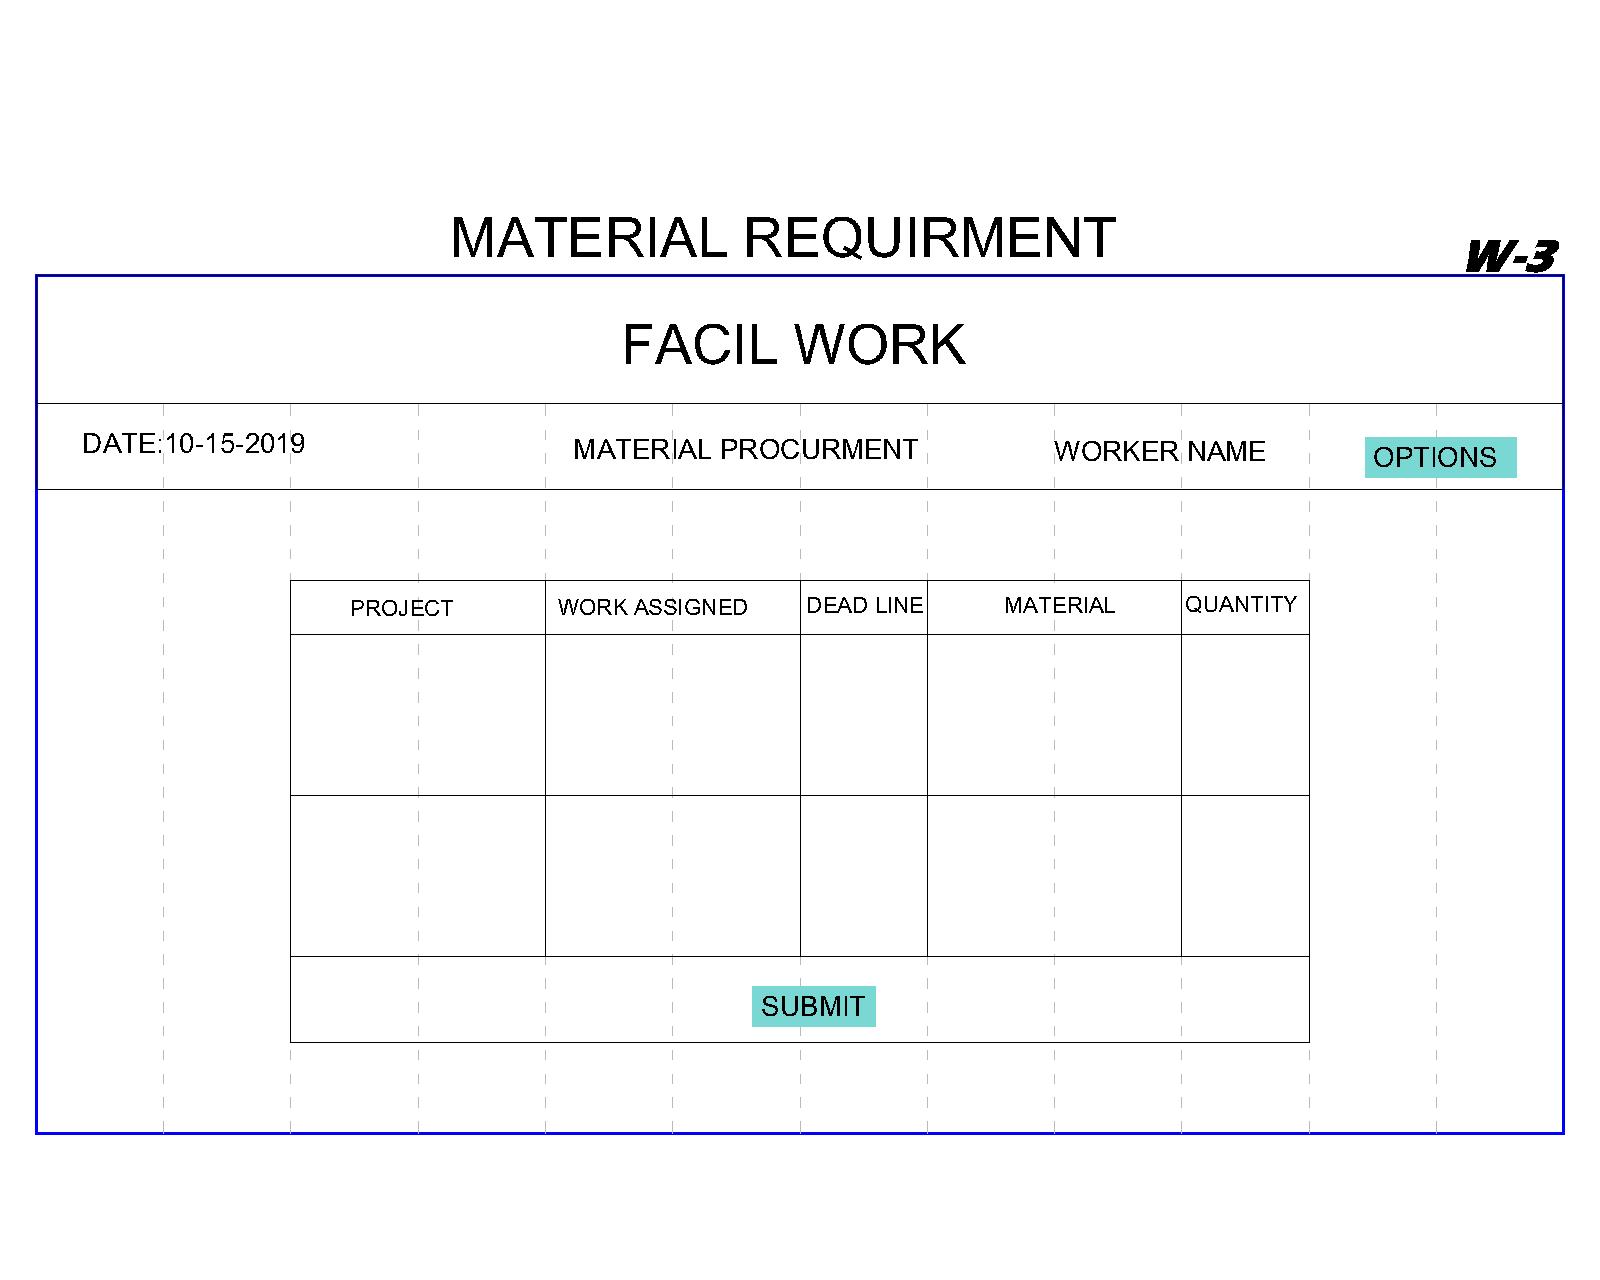 MATERIAL REQUIRMENT
W-3
FACIL WORK
DATE:10-15-2019
MATERIAL PROCURMENT
WORKER NAME
OPTIONS
PROJECT
WORK ASSIGNED
DEAD LINE
MATERIAL
QUANTITY
SUBMIT